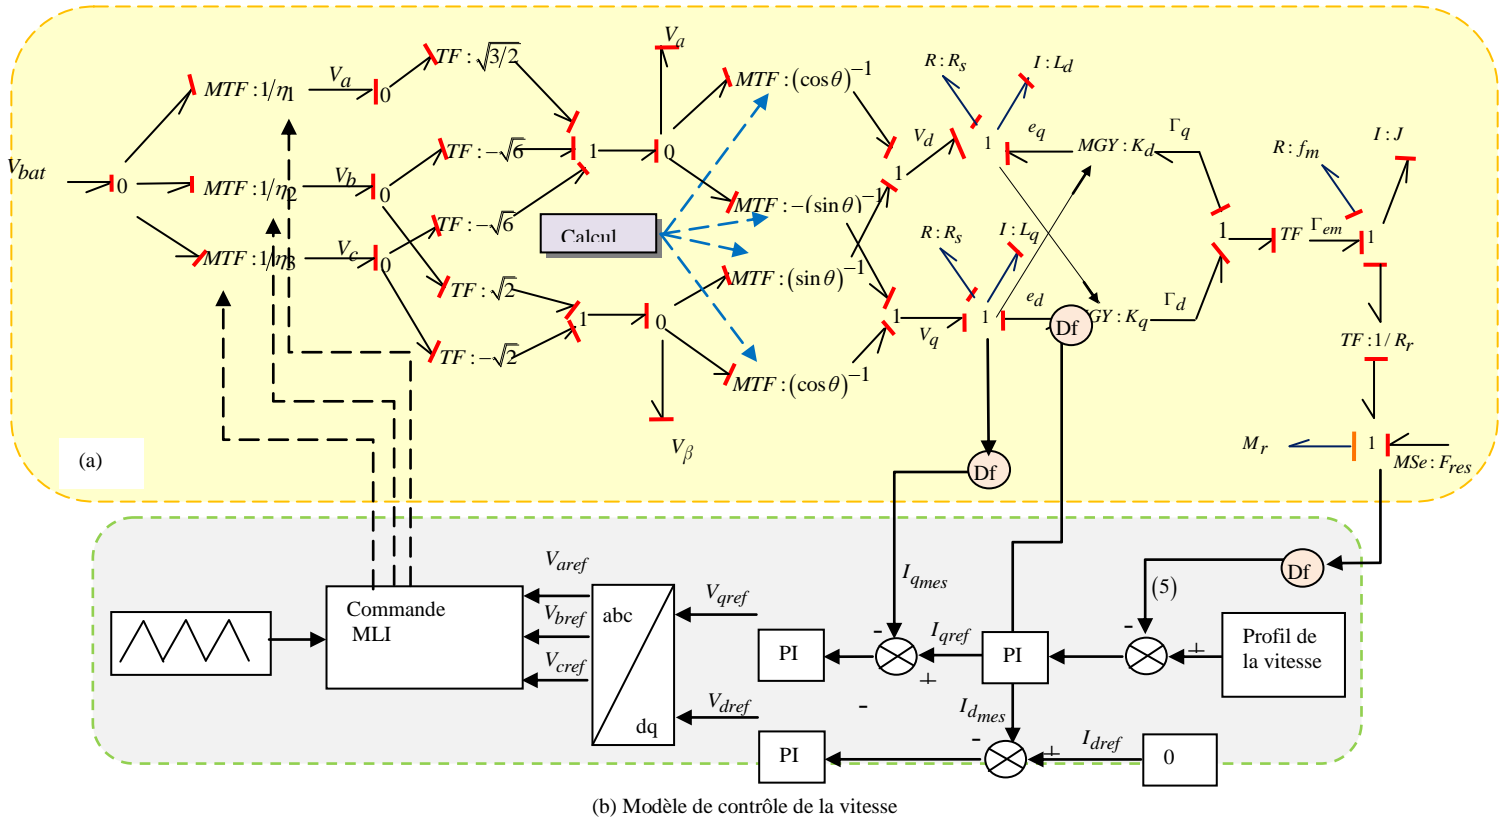 V_a
TF : √3/2
MTF : (cos θ)^−1
R : R_s
I : L_d
V_a
MTF : 1/η_1
0
V_d
e_q
MGY : K_d
Γ_q
I : J
TF : −√6
1
0
1
1
R : f_m
V_bat
0
MTF : 1/η_2
V_b
0
TF : −√6
MTF : −(sin θ)^−1
Calcul
R : R_s
I : L_q
1
TF
Γ_em
1
MTF : 1/η_3
V_c
0
TF : √2
MTF : (sin θ)^−1
e_d
Γ_d
1
0
1
V_q
1
Df
GY : K_q
TF : −√2
MTF : (cos θ)^−1
TF : 1/R_r
V_β
M_r
1
MSe : F_res
(a)
Df
V_aref
I_qmes
(5)
Df
Commande
MLI
V_bref
abc
V_qref
-
I_qref
-
Profil de
la vitesse
PI
+
PI
+
V_cref
dq
V_dref
-
I_dmes
-
+
I_dref
PI
0
(b) Modèle de contrôle de la vitesse